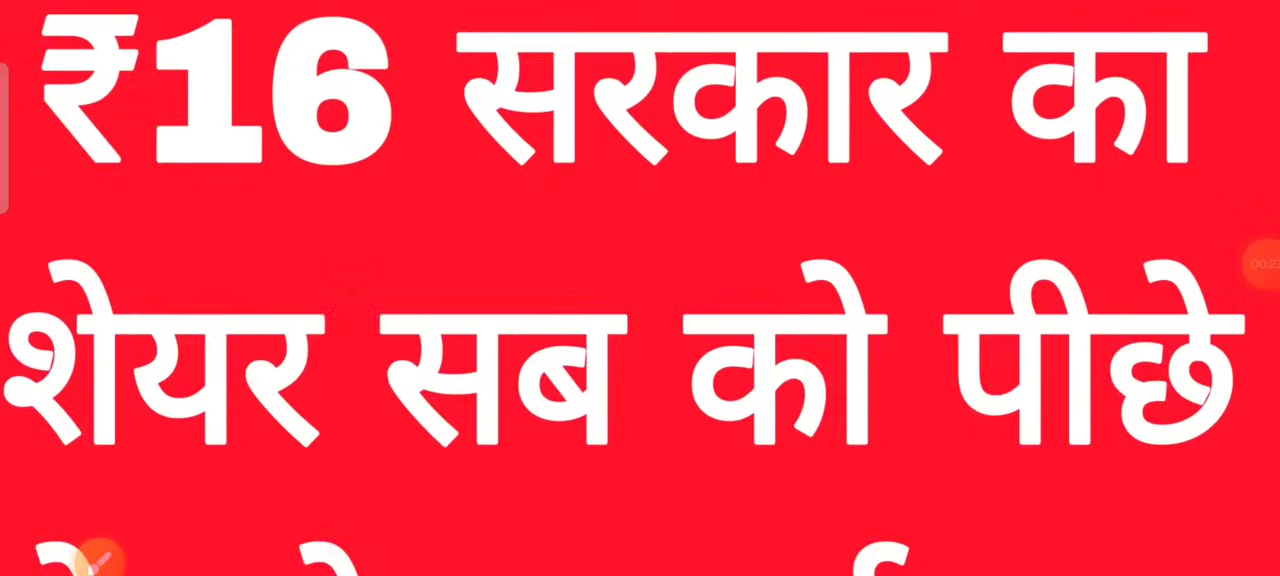 ₹16 सरकार का
शेयर सब को पीछे